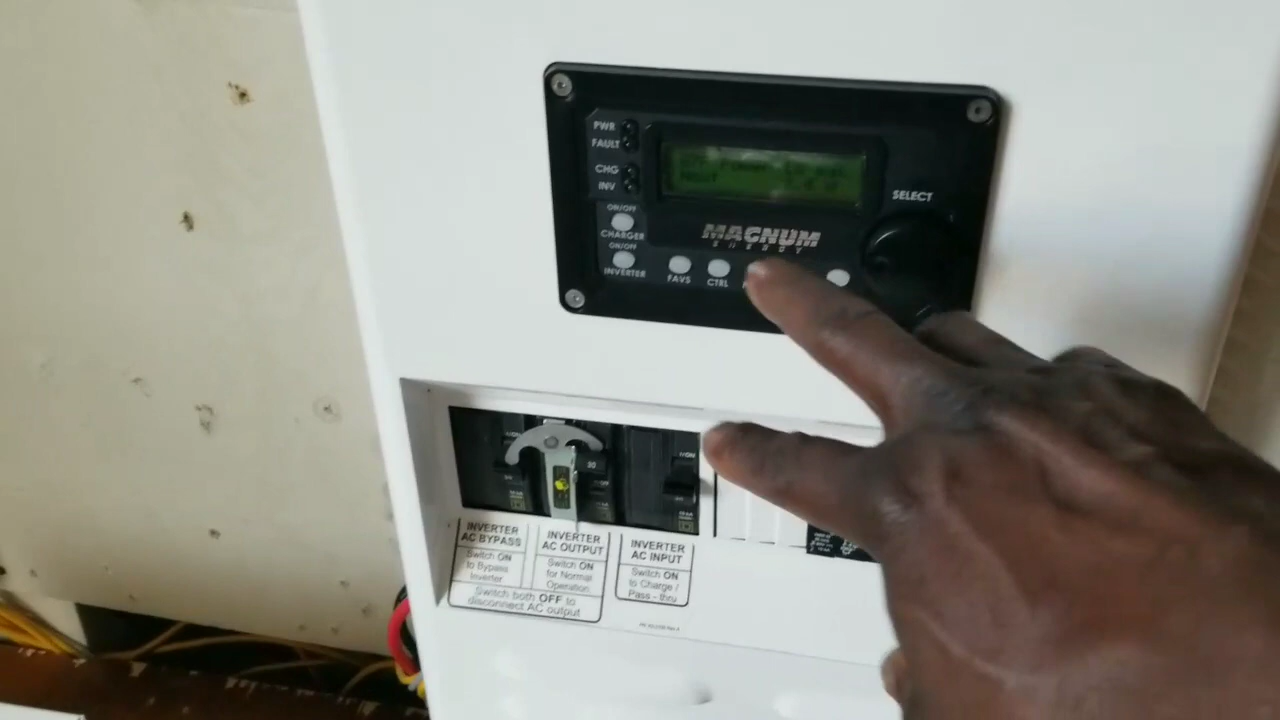 PWR
FAULT
CHG
INV
ON/OFF
CHARGER
ON/OFF
INVERTER
FAVS
CTRL
SELECT
MAGNUM
ENERGY
INVERTER
AC BYPASS
Switch ON
to Bypass
Inverter
INVERTER
AC OUTPUT
Switch ON
for Normal
Operation
Switch both OFF to
disconnect AC output
INVERTER
AC INPUT
Switch ON
to Charge /
Pass - thru
30